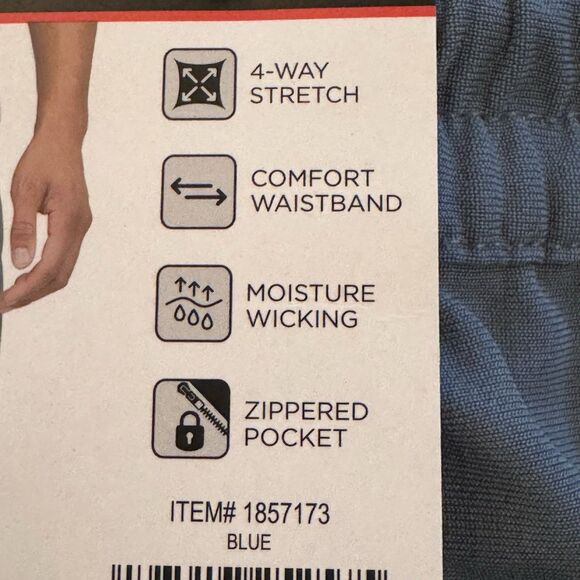 4-WAY
STRETCH
COMFORT
WAISTBAND
MOISTURE
WICKING
ZIPPERED
POCKET
ITEM# 1857173
BLUE